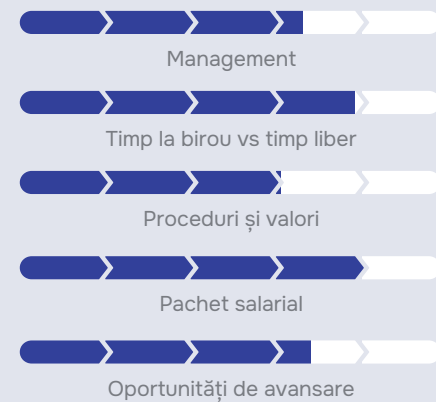 Management
Timp la birou vs timp liber
Proceduri și valori
Pachet salarial
Oportunități de avansare